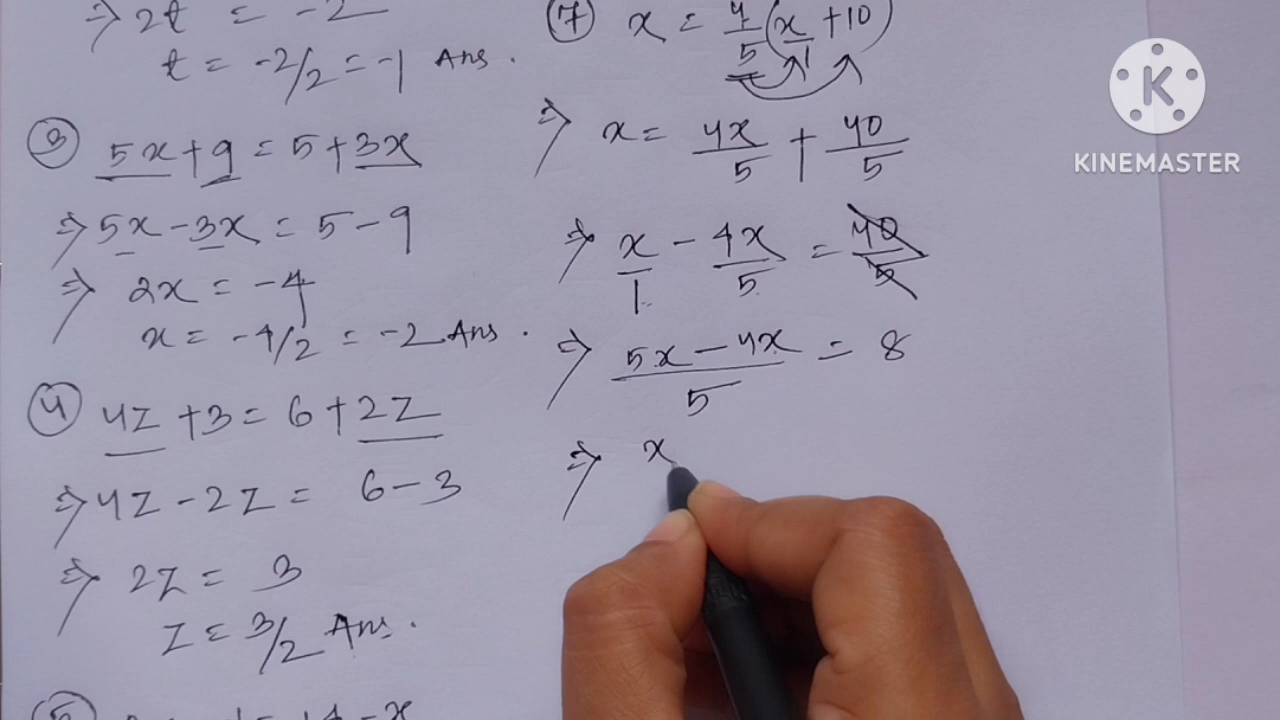 ⇒ 2t = -2
t = -2/2 = -1 Ans.
③ 5x + 9 = 5 + 3x
⇒ 5x - 3x = 5 - 9
⇒ 2x = -4
x = -4/2 = -2 Ans.
④ 4z + 3 = 6 + 2z
⇒ 4z - 2z = 6 - 3
⇒ 2z = 3
z = 3/2 Ans.
⑦ x = 4/5 (x/1 + 10)
⇒ x = 4x/5 + 40/5
⇒ x/1 - 4x/5 = 40/5
⇒ 5x - 4x/5 = 8
⇒ x
KINEMASTER